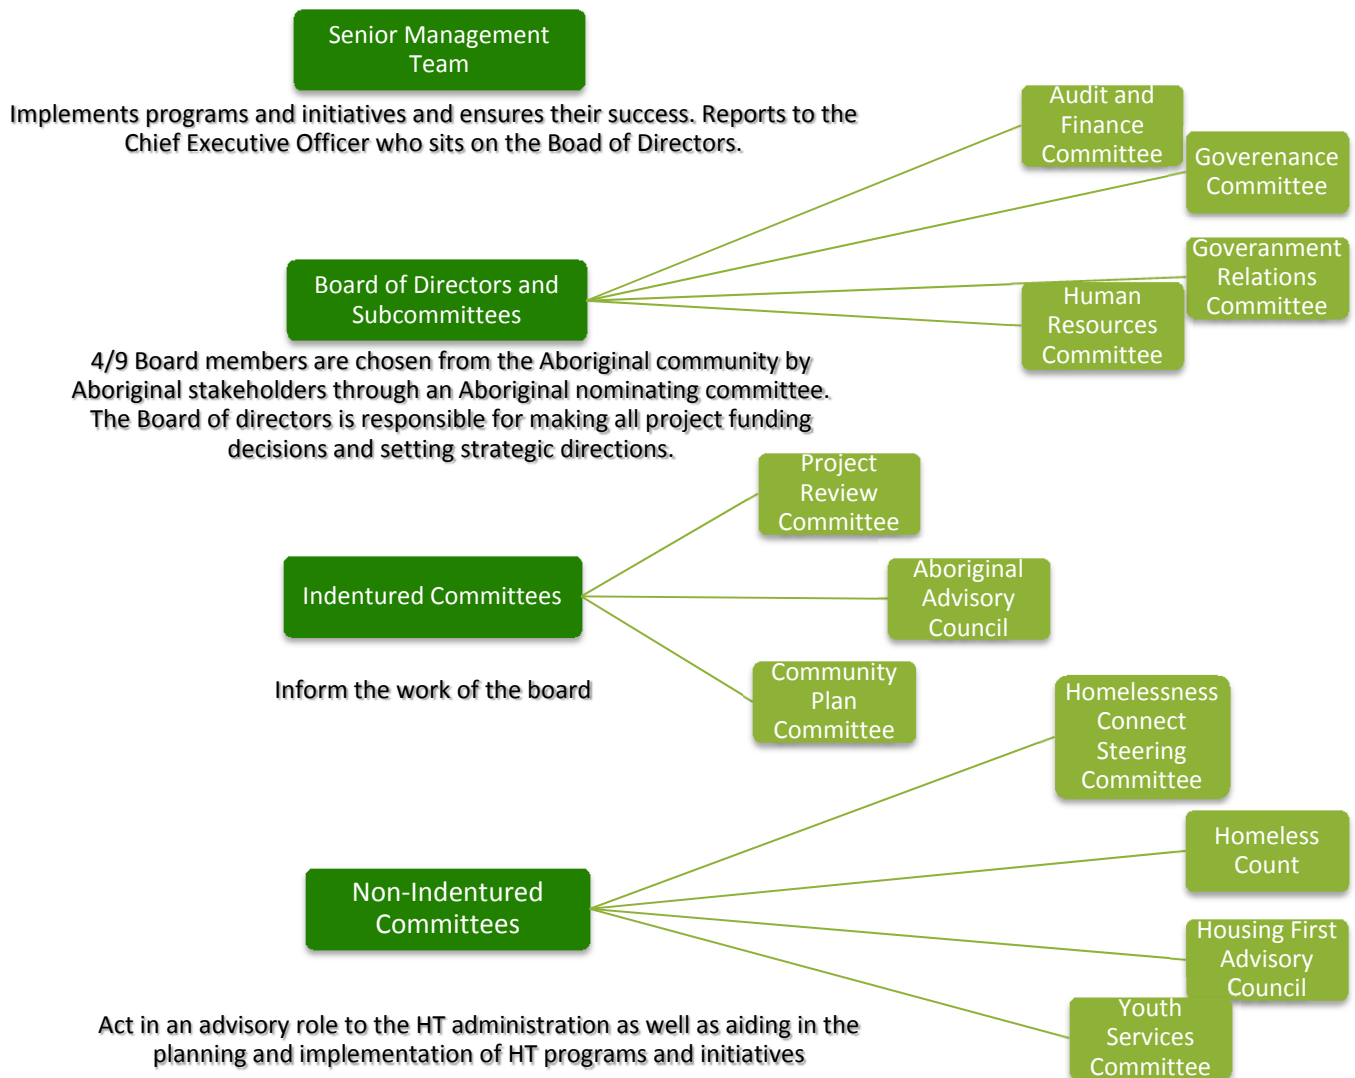 Senior Management
Team
Implements programs and initiatives and ensures their success. Reports to the
Chief Executive Officer who sits on the Boad of Directors.
Audit and
Finance
Committee
Goverenance
Committee
Board of Directors and
Subcommittees
Goveranment
Relations
Committee
Human
Resources
Committee
4/9 Board members are chosen from the Aboriginal community by
Aboriginal stakeholders through an Aboriginal nominating committee.
The Board of directors is responsible for making all project funding
decisions and setting strategic directions.
Project
Review
Committee
Indentured Committees
Aboriginal
Advisory
Council
Inform the work of the board
Community
Plan
Committee
Homelessness
Connect
Steering
Committee
Homeless
Count
Non-Indentured
Committees
Housing First
Advisory
Council
Youth
Services
Committee
Act in an advisory role to the HT administration as well as aiding in the
planning and implementation of HT programs and initiatives